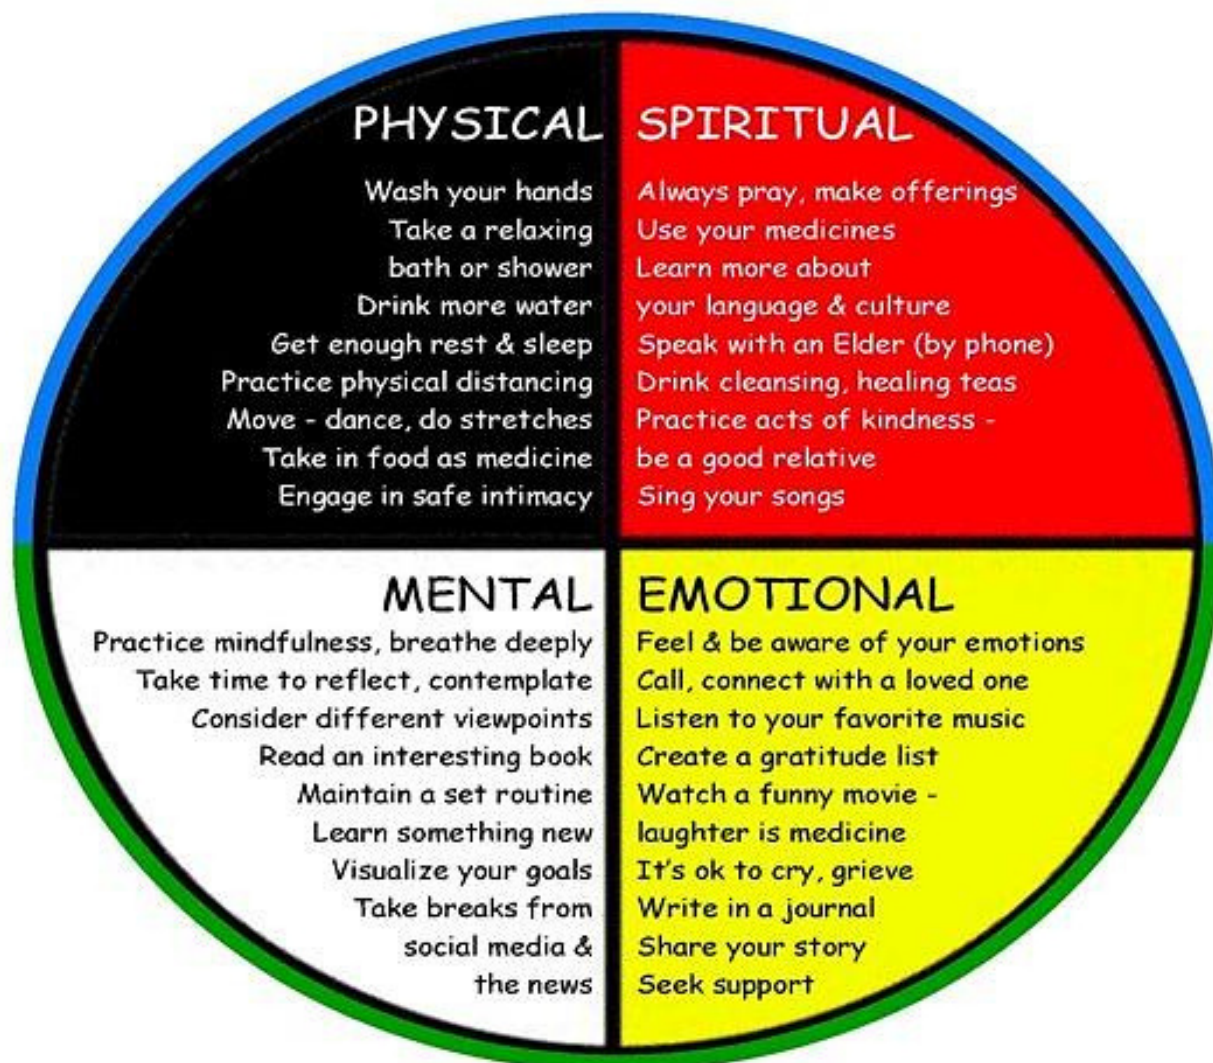 PHYSICAL
Wash your hands
Take a relaxing
bath or shower
Drink more water
Get enough rest & sleep
Practice physical distancing
Move - dance, do stretches
Take in food as medicine
Engage in safe intimacy
SPIRITUAL
Always pray, make offerings
Use your medicines
Learn more about
your language & culture
Speak with an Elder (by phone)
Drink cleansing, healing teas
Practice acts of kindness -
be a good relative
Sing your songs
MENTAL
Practice mindfulness, breathe deeply
Take time to reflect, contemplate
Consider different viewpoints
Read an interesting book
Maintain a set routine
Learn something new
Visualize your goals
Take breaks from
social media &
the news
EMOTIONAL
Feel & be aware of your emotions
Call, connect with a loved one
Listen to your favorite music
Create a gratitude list
Watch a funny movie -
laughter is medicine
It's ok to cry, grieve
Write in a journal
Share your story
Seek support